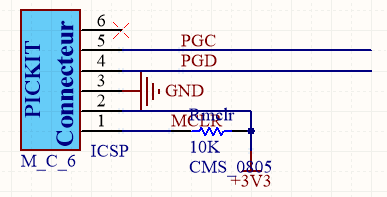 PICKIT
Connecteur
6
5
PGC
4
PGD
3
GND
2
Rmclr
1
MCLR
ICSP
10K
M_C_6
CMS_0805
+3V3